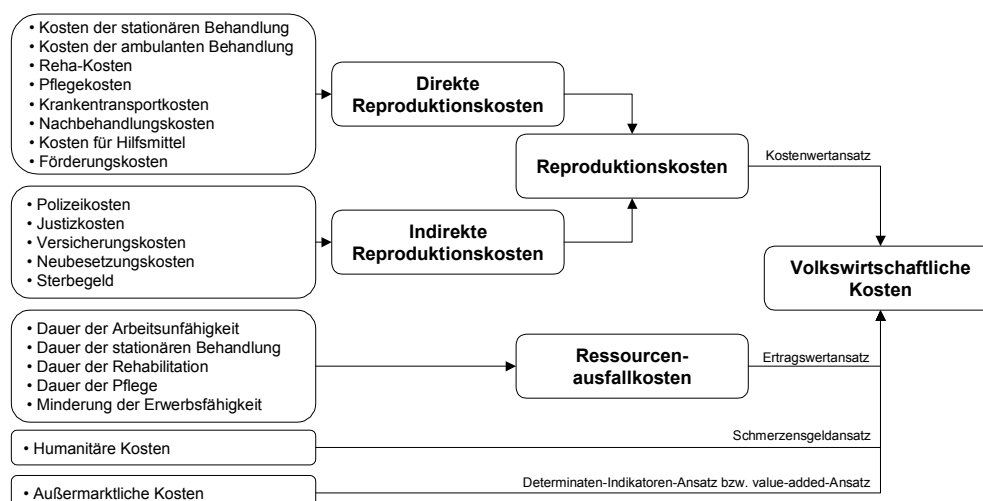 • Kosten der stationären Behandlung
• Kosten der ambulanten Behandlung
• Reha-Kosten
• Pflegekosten
• Krankentransportkosten
• Nachbehandlungskosten
• Kosten für Hilfsmittel
• Förderungskosten
Direkte
Reproduktionskosten
• Polizeikosten
• Justizkosten
• Versicherungskosten
• Neubesetzungskosten
• Sterbegeld
Indirekte
Reproduktionskosten
Reproduktionskosten
Kostenwertansatz
Volkswirtschaftliche
Kosten
• Dauer der Arbeitsunfähigkeit
• Dauer der stationären Behandlung
• Dauer der Rehabilitation
• Dauer der Pflege
• Minderung der Erwerbsfähigkeit
Ressourcen-
ausfallkosten
Ertragswertansatz
• Humanitäre Kosten
Schmerzensgeldansatz
• Außermarktliche Kosten
Determinaten-Indikatoren-Ansatz bzw. value-added-Ansatz